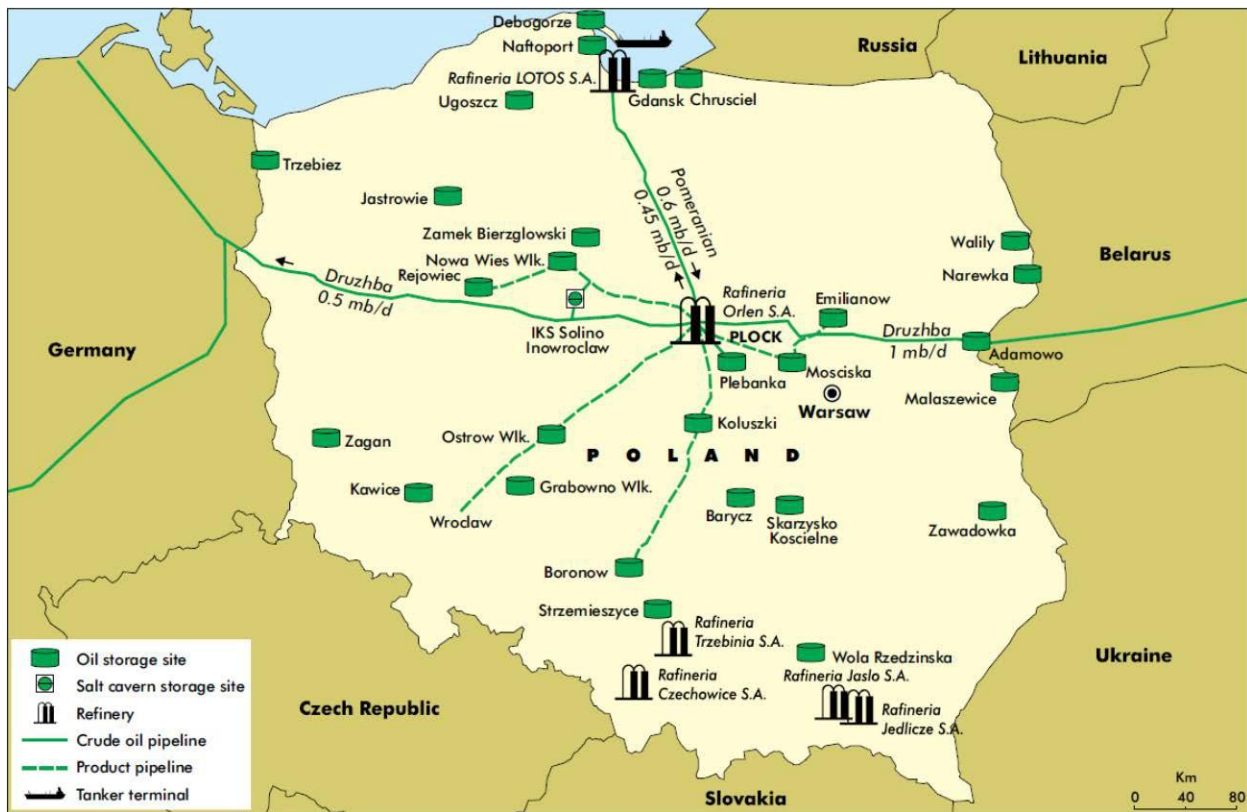 Debogorze
Naftoport
Rafineria LOTOS S.A.
Gdansk
Chrusciel
Ugoszcz
Russia
Lithuania
Trzebiez
Jastrowie
Pomeranian
0.6 mb/d
0.45 mb/d
Zamek Bierzglowski
Nowa Wies Wlk.
Rejowiec
Walily
Narewka
Belarus
Druzhba
0.5 mb/d
Rafineria
Orlen S.A.
Emilianow
IKS Solino
Inowroclaw
PLOCK
Druzhba
1 mb/d
Adamowo
Germany
Plebanka
Mosciska
Malaszewice
Warsaw
Koluszki
Zagan
Ostrow Wlk.
POLAND
Kawice
Grabowno Wlk.
Wroclaw
Barycz
Skarzysko
Koscielne
Zawadowka
Boronow
Strzemieszyce
Rafineria
Trzebinia S.A.
Wola Rzedzinska
Rafineria Jaslo S.A.
Rafineria
Czechowice S.A.
Rafineria
Jedlicze S.A.
Ukraine
Czech Republic
Slovakia
Oil storage site
Salt cavern storage site
Refinery
Crude oil pipeline
Product pipeline
Tanker terminal
Km
0 40 80